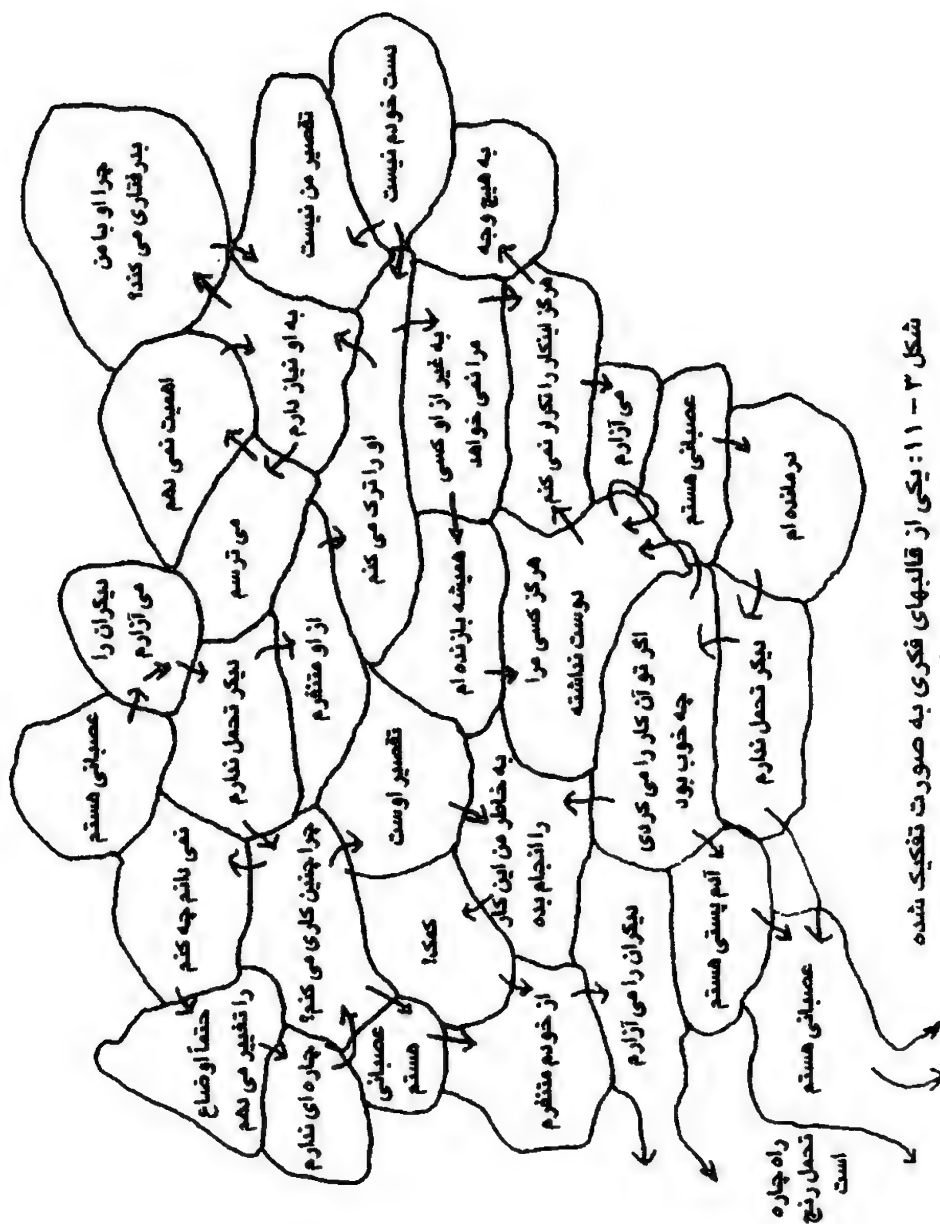 چرا او با من
بدرفتاری می کند؟
اهمیت نمی دهم
دیگران را
می آزارم
عصبانی هستم
نمی دانم چه کنم
حتماً اوضاع
را تغییر می دهم
تقصیر من نیست
به او نیاز دارم
می ترسم
دیگر تحمل ندارم
چرا چنین کاری می کنم؟
چاره ای ندارم
دست خودم نیست
او را ترک می کنم
از او متنفرم
تقصیر اوست
کمک!
عصبانی
هستم
به هیچ وجه
به غیر از او کسی
مرا نمی خواهد
همیشه بازنده ام
به خاطر من این کار
را انجام بده
از خودم متنفرم
هرگز اینکار را تکرار نمی کنم
هرگز کسی مرا
دوست نداشته
می آزارم
اگر تو آن کار را می کردی
چه خوب بود
دیگران را می آزارم
عصبانی هستم
آدم پستی هستم
درمانده ام
دیگر تحمل ندارم
عصبانی هستم
تحمل رنج
راه چاره
است
شکل ۳ - ۱۱: یکی از قالبهای فکری به صورت تفکیک شده